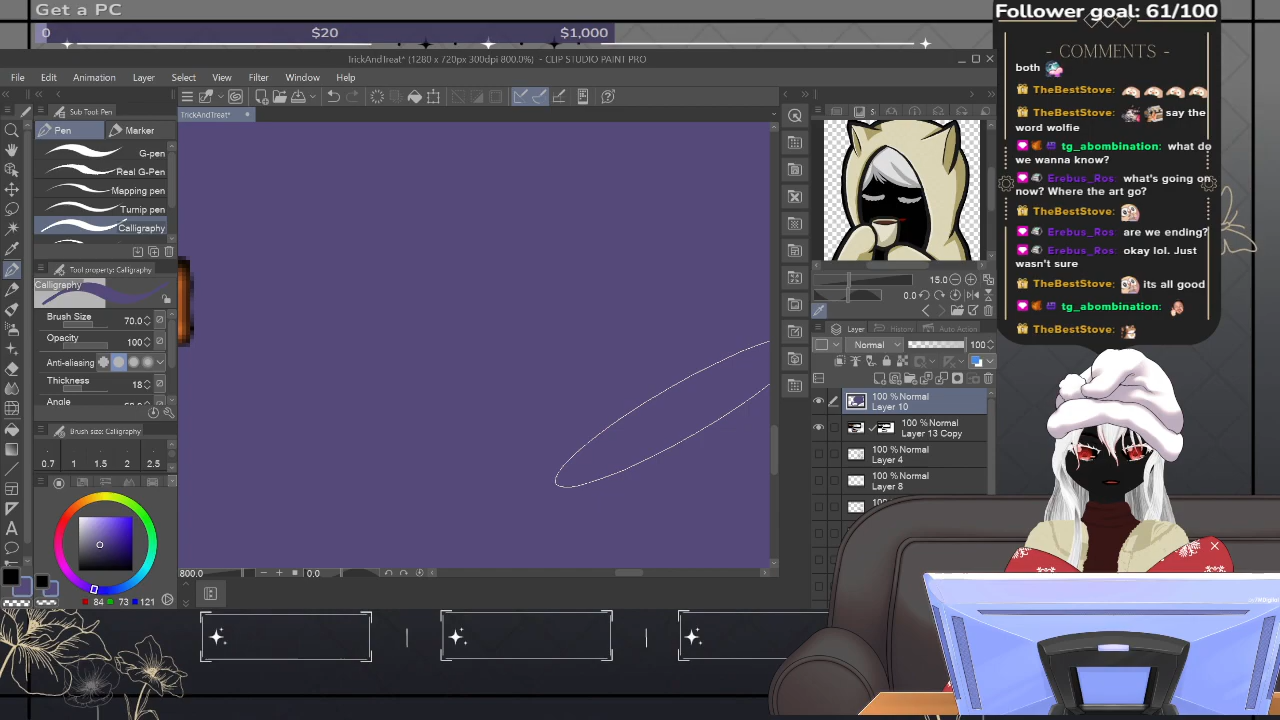 Get a PC
0 $20 $1,000
Follower goal: 61/100
- COMMENTS -
both
TheBestStove:
TheBestStove: say the
word wolfie
tg_abombination: what do
we wanna know?
Erebus_Ros: what's going on
now? Where the art go?
TheBestStove:
Erebus_Ros: are we ending?
Erebus_Ros: okay lol. Just
wasn't sure
TheBestStove: its all good
tg_abombination:
TheBestStove:
TrickAndTreat* (1280 x 720px 300dpi 800.0%) - CLIP STUDIO PAINT PRO
File Edit Animation Layer Select View Filter Window Help
Sub Tool Pen
TrickAndTreat*
Pen Marker
G-pen
Real G-Pen
Mapping pen
Turnip pen
Calligraphy
Tool property: Calligraphy
Calligraphy
Brush Size 70.0
Opacity 100
Anti-aliasing
Thickness 18
Brush size: Calligraphy
0.7 1 1.5 2 2.5
84 73 121
800.0 0.0
15.0
0.0
Layer History Auto Action
Normal 100
100 % Normal
Layer 10
100 % Normal
Layer 13 Copy
100 % Normal
Layer 4
100 % Normal
Layer 8
100 % Normal